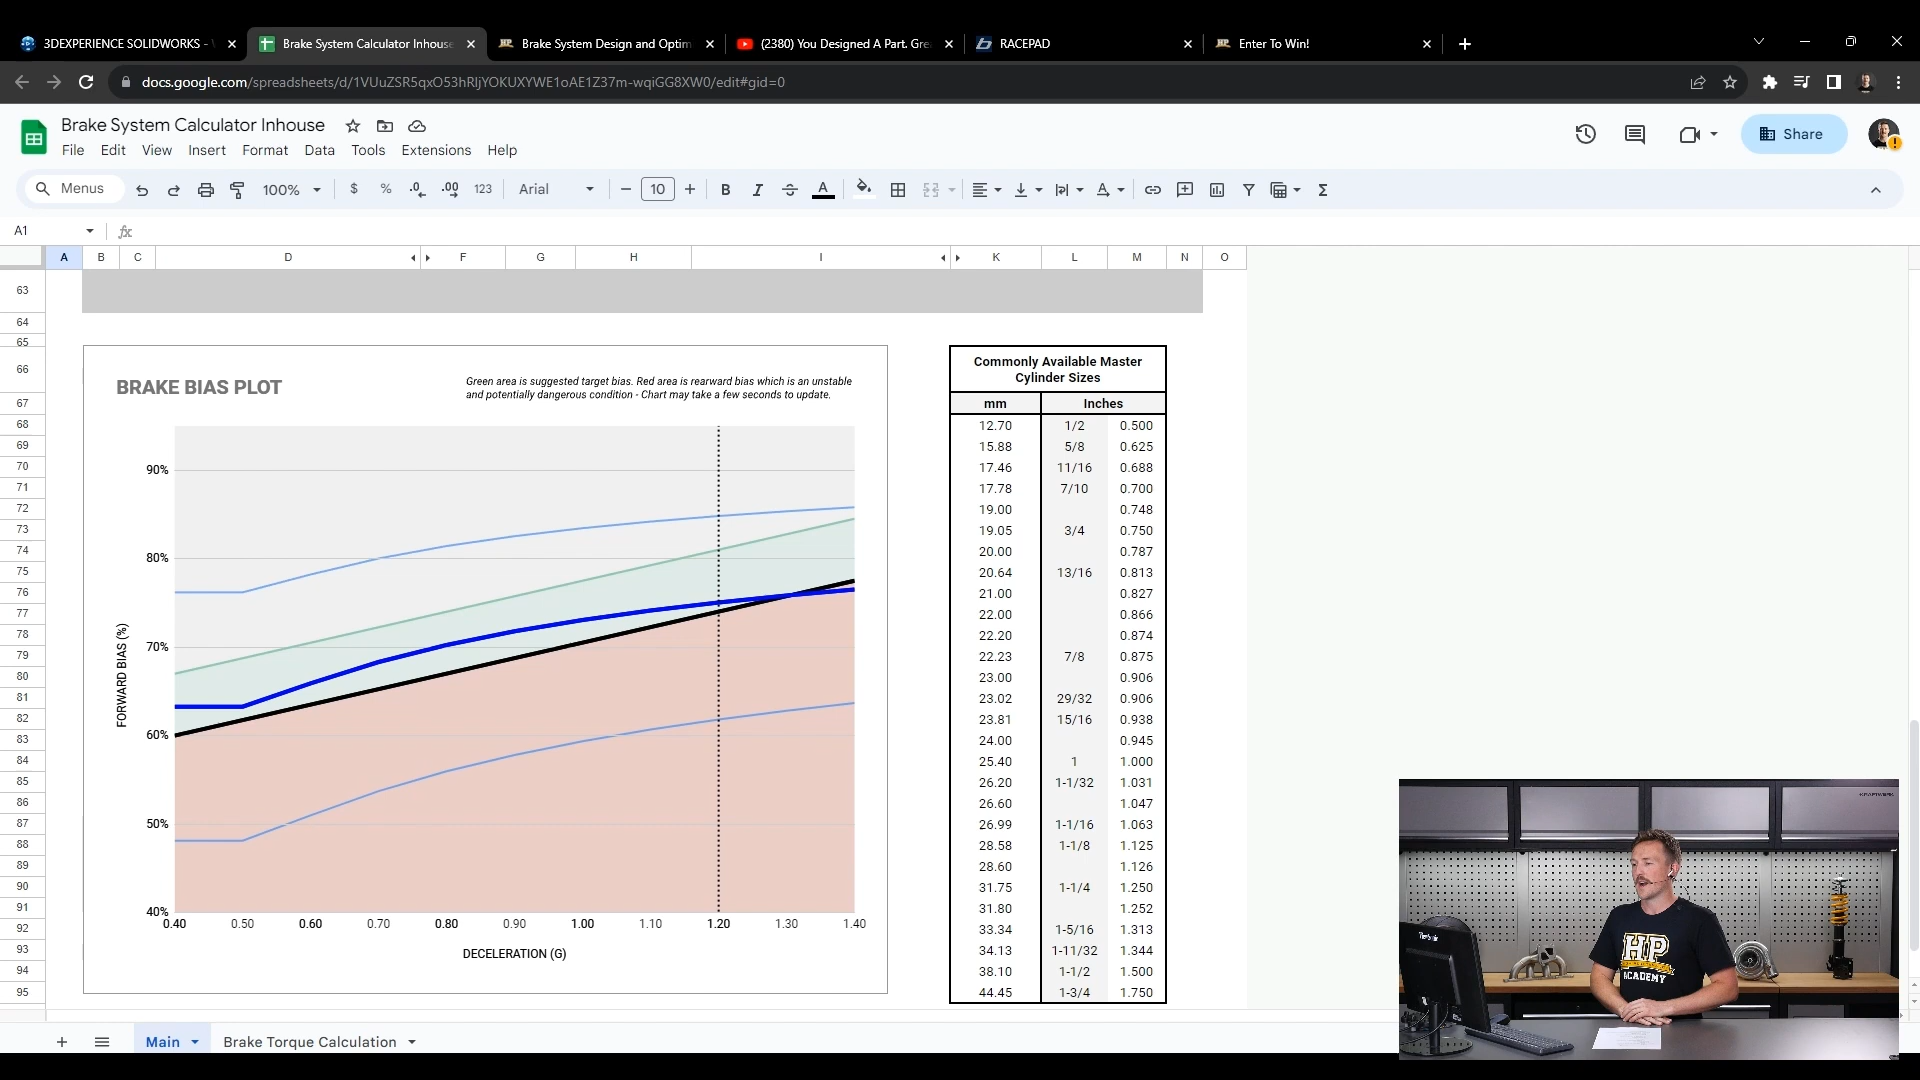 3DEXPERIENCE SOLIDWORKS -
Brake System Calculator Inhouse
Brake System Design and Optim
(2380) You Designed A Part. Gre
RACEPAD
Enter To Win!
docs.google.com/spreadsheets/d/1VUuZSR5qxO53hRljYOKUXYWE1oAE1Z37m-wqiGG8XW0/edit#gid=0
Brake System Calculator Inhouse
File Edit View Insert Format Data Tools Extensions Help
Share
Menus 100% $ % .0 .00 123 Arial 10 B I A Σ
A1 fx
A B C D F G H I K L M N O
63
64
65
66
67
68
69
70
71
72
73
74
75
76
77
78
79
80
81
82
83
84
85
86
87
88
89
90
91
92
93
94
95
BRAKE BIAS PLOT
Green area is suggested target bias. Red area is rearward bias which is an unstable
and potentially dangerous condition - Chart may take a few seconds to update.
FORWARD BIAS (%)
90%
80%
70%
60%
50%
40%
0.40 0.50 0.60 0.70 0.80 0.90 1.00 1.10 1.20 1.30 1.40
DECELERATION (G)
Commonly Available Master
Cylinder Sizes
mm Inches
12.70 1/2 0.500
15.88 5/8 0.625
17.46 11/16 0.688
17.78 7/10 0.700
19.00 0.748
19.05 3/4 0.750
20.00 0.787
20.64 13/16 0.813
21.00 0.827
22.00 0.866
22.20 0.874
22.23 7/8 0.875
23.00 0.906
23.02 29/32 0.906
23.81 15/16 0.938
24.00 0.945
25.40 1 1.000
26.20 1-1/32 1.031
26.60 1.047
26.99 1-1/16 1.063
28.58 1-1/8 1.125
28.60 1.126
31.75 1-1/4 1.250
31.80 1.252
33.34 1-5/16 1.313
34.13 1-11/32 1.344
38.10 1-1/2 1.500
44.45 1-3/4 1.750
Main
Brake Torque Calculation
KRAFTWERK
ViewSonic
HP
ACADEMY